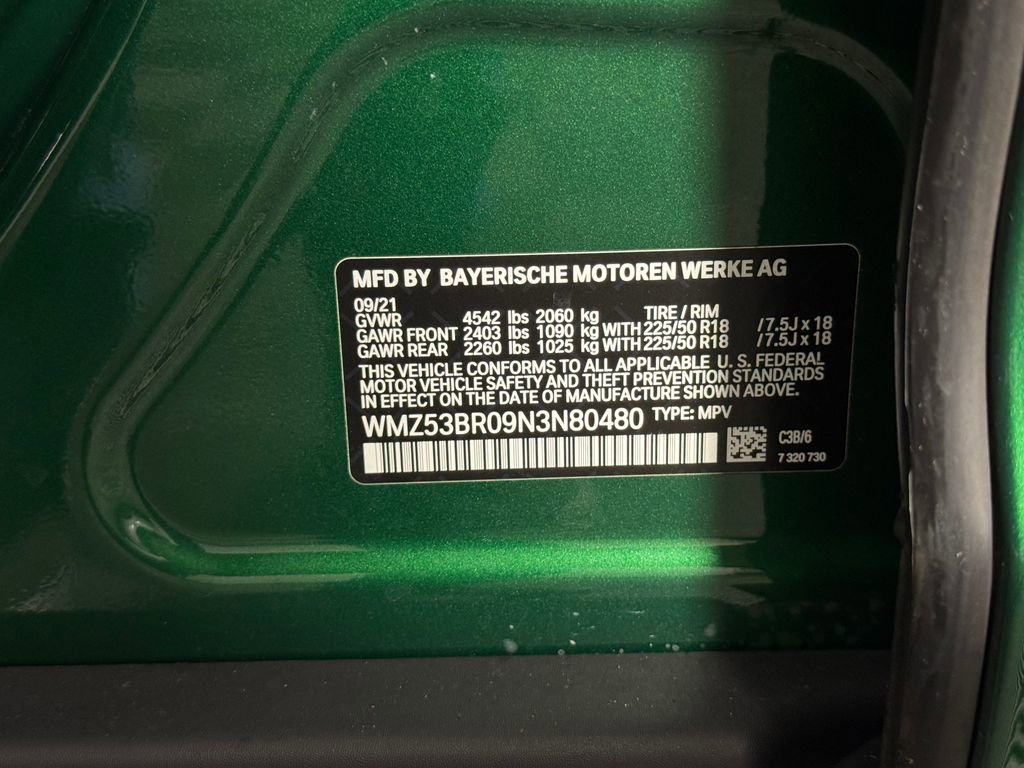 MFD BY BAYERISCHE MOTOREN WERKE AG
09/21
GVWR 4542 lbs 2060 kg TIRE / RIM
GAWR FRONT 2403 lbs 1090 kg WITH 225/50 R18 /7.5J x 18
GAWR REAR 2260 lbs 1025 kg WITH 225/50 R18 /7.5J x 18
THIS VEHICLE CONFORMS TO ALL APPLICABLE U. S. FEDERAL
MOTOR VEHICLE SAFETY AND THEFT PREVENTION STANDARDS
IN EFFECT ON THE DATE OF MANUFACTURE SHOWN ABOVE.
WMZ53BR09N3N80480 TYPE: MPV
C3B/6
7 320 730